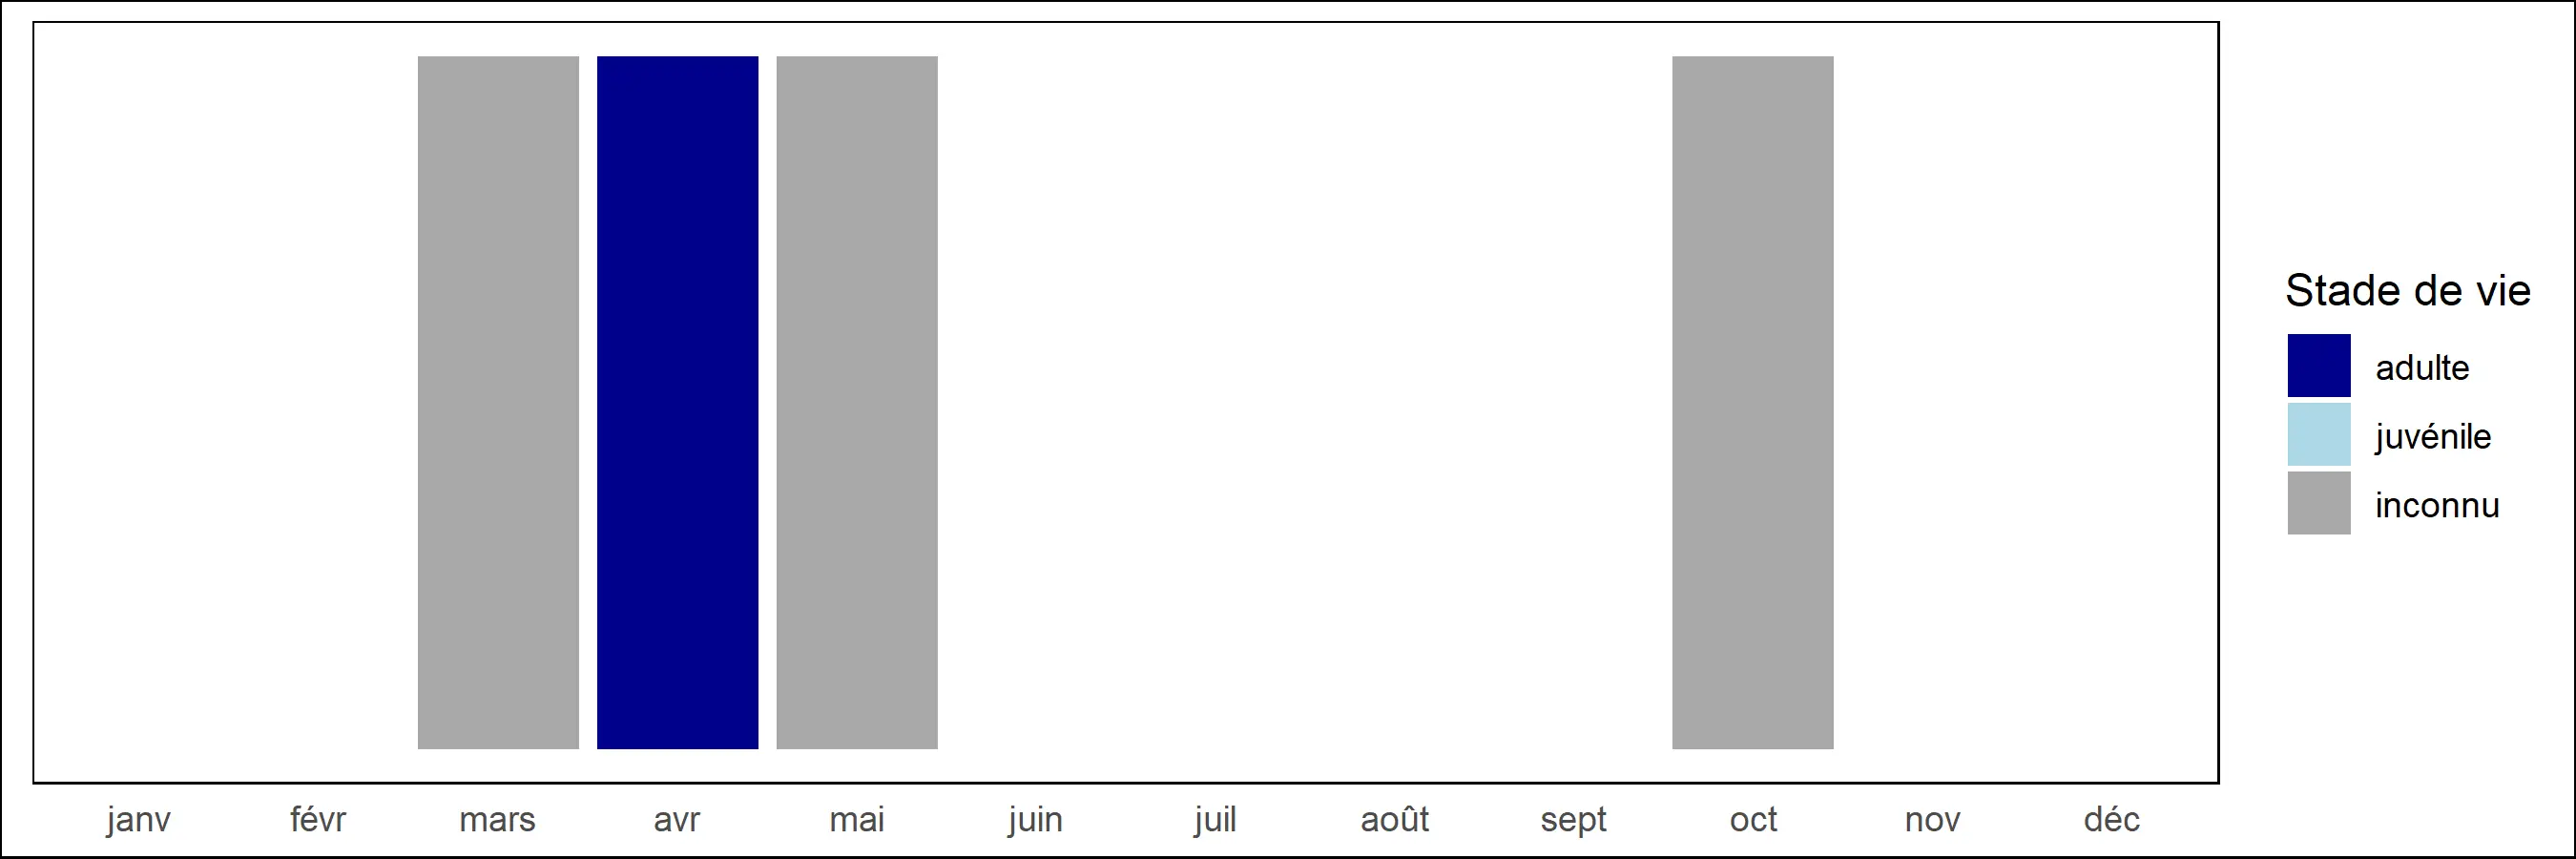 Stade de vie
adulte
juvénile
inconnu
janv févr mars avr mai juin juil août sept oct nov déc